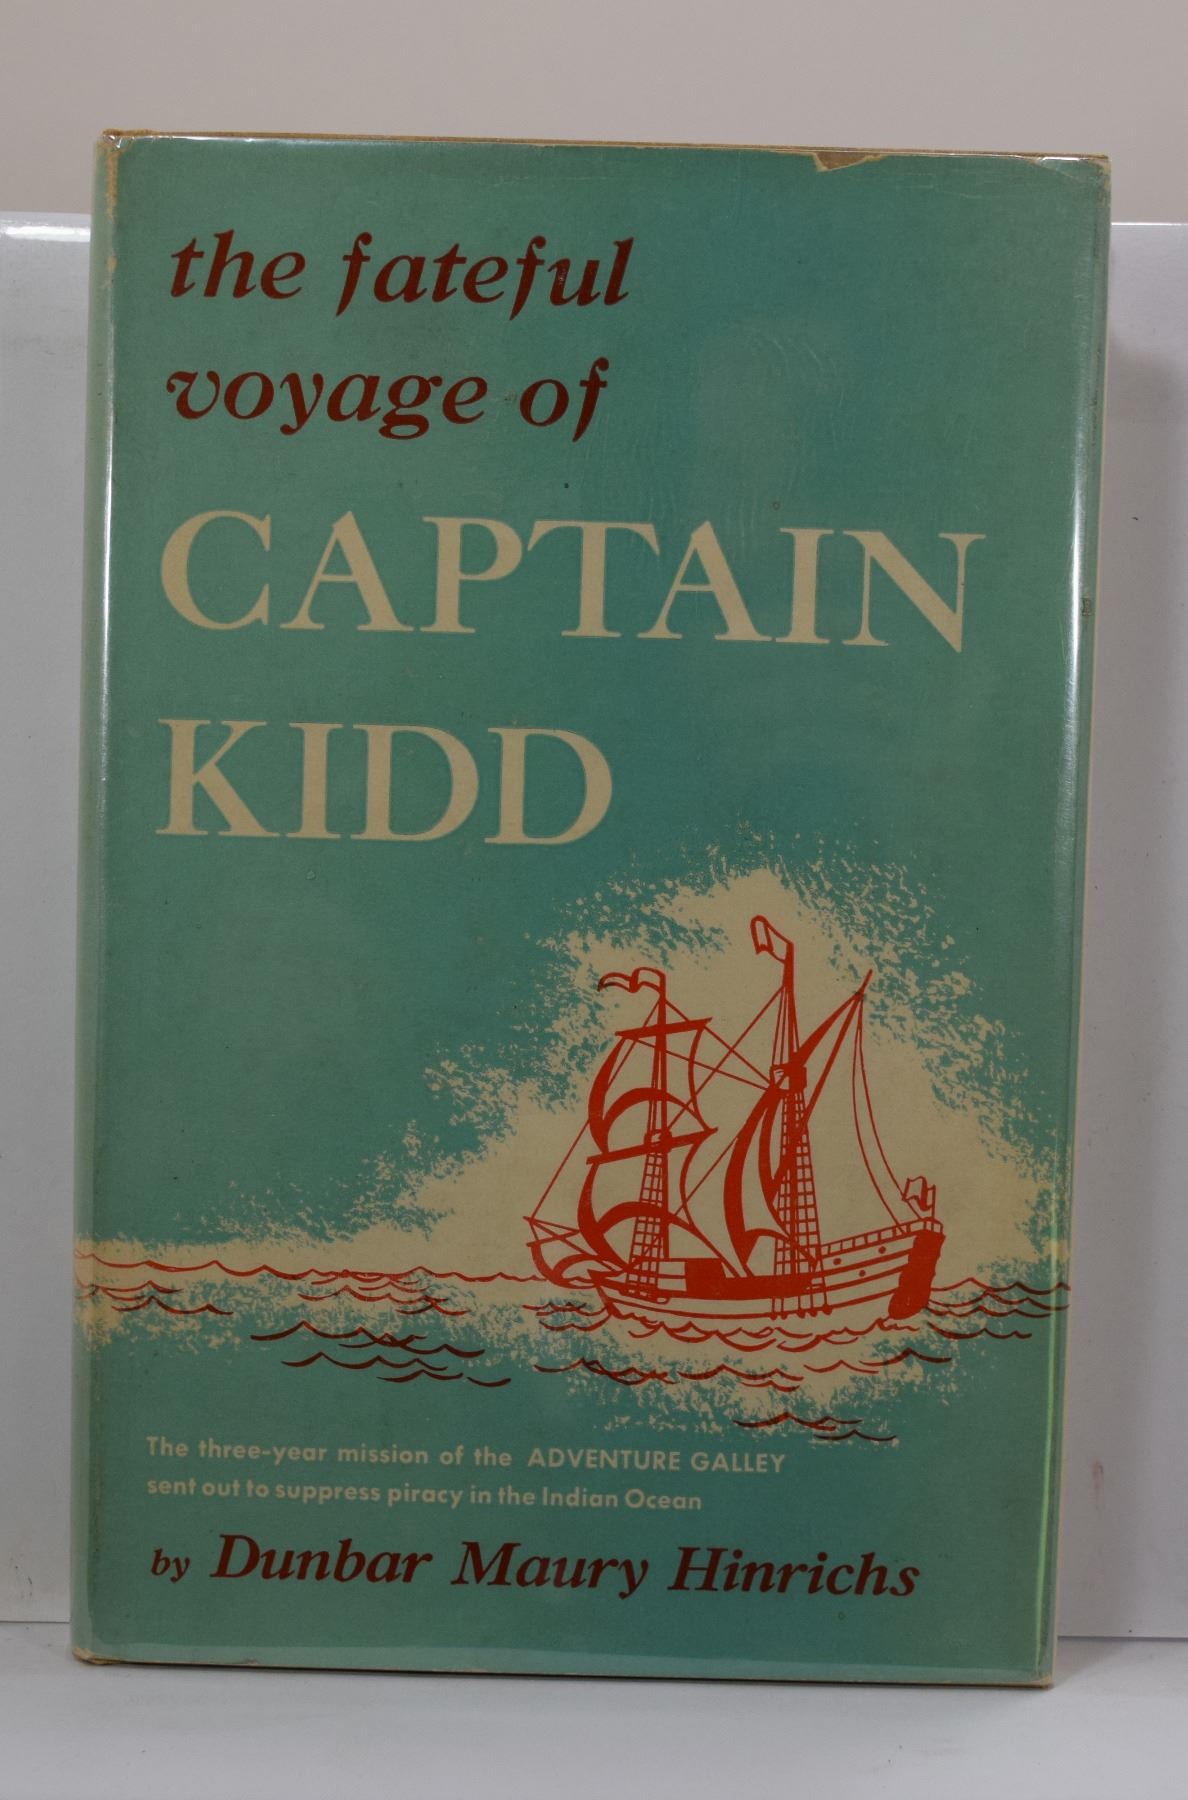 the fateful
voyage of
CAPTAIN
KIDD
The three-year mission of the ADVENTURE GALLEY
sent out to suppress piracy in the Indian Ocean
by Dunbar Maury Hinrichs